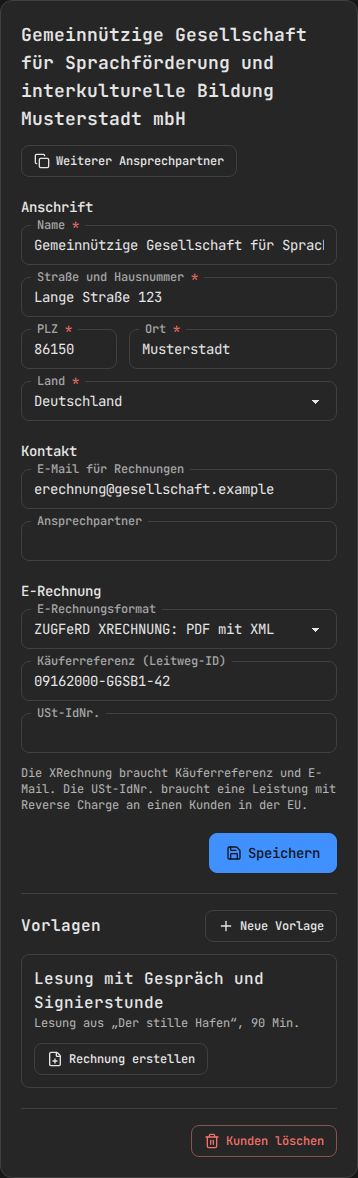 Gemeinnützige Gesellschaft
für Sprachförderung und
interkulturelle Bildung
Musterstadt mbH
Weiterer Ansprechpartner
Anschrift
Name *
Gemeinnützige Gesellschaft für Sprac
Straße und Hausnummer *
Lange Straße 123
PLZ * Ort *
86150 Musterstadt
Land *
Deutschland
Kontakt
E-Mail für Rechnungen
erechnung@gesellschaft.example
Ansprechpartner
E-Rechnung
E-Rechnungsformat
ZUGFeRD XRECHNUNG: PDF mit XML
Käuferreferenz (Leitweg-ID)
09162000-GGSB1-42
USt-IdNr.
Die XRechnung braucht Käuferreferenz und E-
Mail. Die USt-IdNr. braucht eine Leistung mit
Reverse Charge an einen Kunden in der EU.
Speichern
Vorlagen Neue Vorlage
Lesung mit Gespräch und
Signierstunde
Lesung aus „Der stille Hafen“, 90 Min.
Rechnung erstellen
Kunden löschen